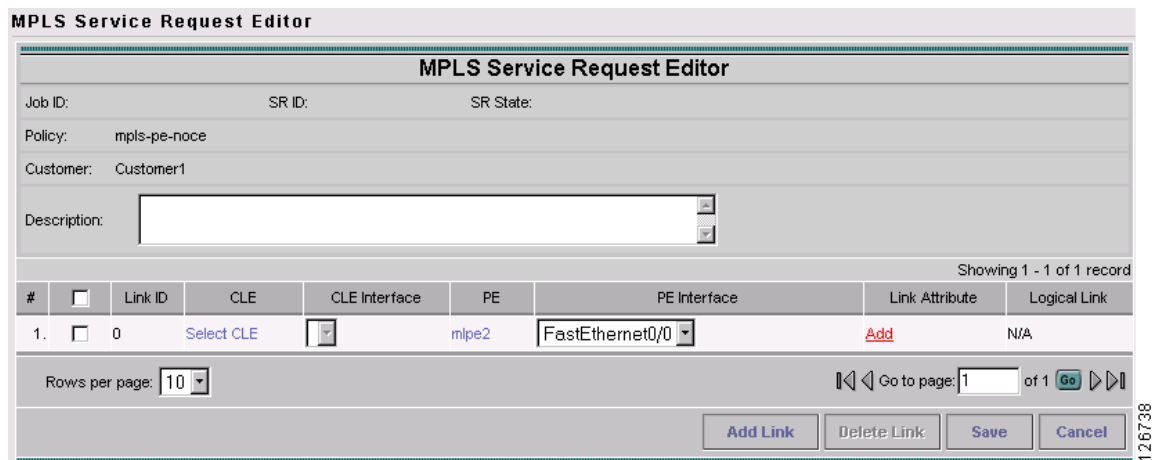 MPLS Service Request Editor
MPLS Service Request Editor
Job ID: SR ID: SR State:
Policy: mpls-pe-noce
Customer: Customer1
Description:
Showing 1 - 1 of 1 record
# Link ID CLE CLE Interface PE PE Interface Link Attribute Logical Link
1. 0 Select CLE mlpe2 FastEthernet0/0 Add N/A
Rows per page: 10 Go to page: 1 of 1 Go
Add Link Delete Link Save Cancel
126738